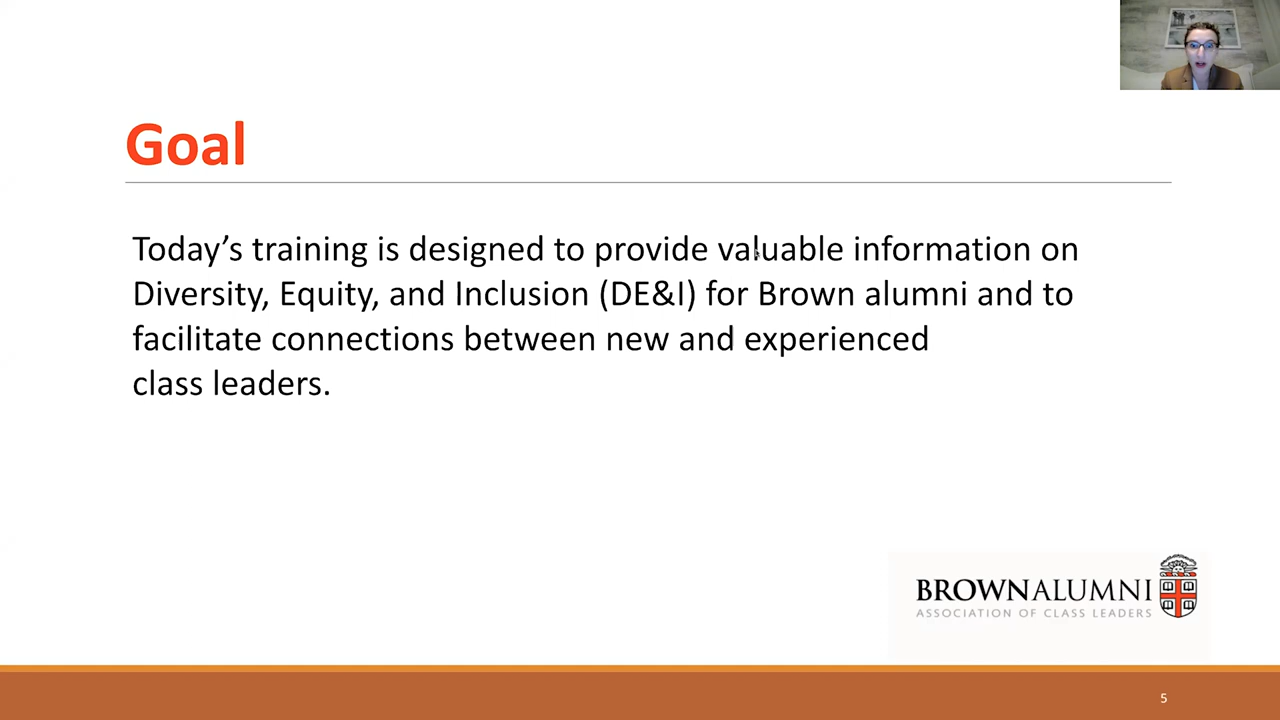 Goal
Today’s training is designed to provide valuable information on
Diversity, Equity, and Inclusion (DE&I) for Brown alumni and to
facilitate connections between new and experienced
class leaders.
BROWNALUMNI
ASSOCIATION OF CLASS LEADERS
5